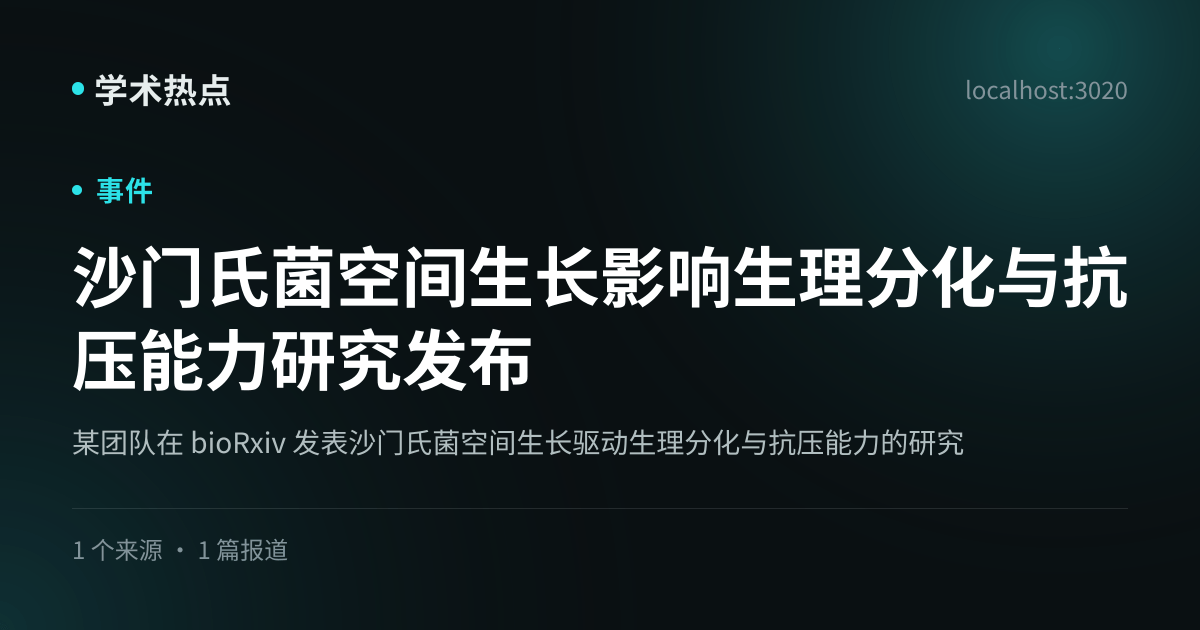 学术热点
localhost:3020
事件
沙门氏菌空间生长影响生理分化与抗
压能力研究发布
某团队在 bioRxiv 发表沙门氏菌空间生长驱动生理分化与抗压能力的研究
1 个来源 · 1 篇报道